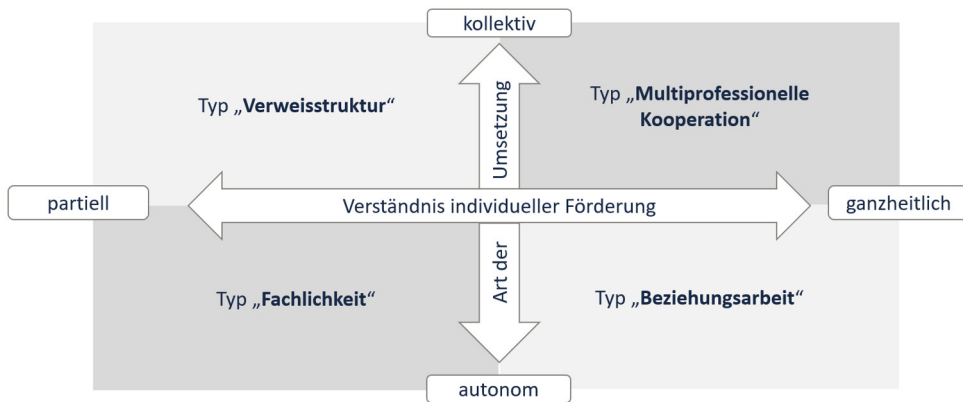 kollektiv
Typ „Verweisstruktur“
Typ „Multiprofessionelle
Kooperation“
Umsetzung
partiell
Verständnis individueller Förderung
ganzheitlich
Art der
Typ „Fachlichkeit“
Typ „Beziehungsarbeit“
autonom